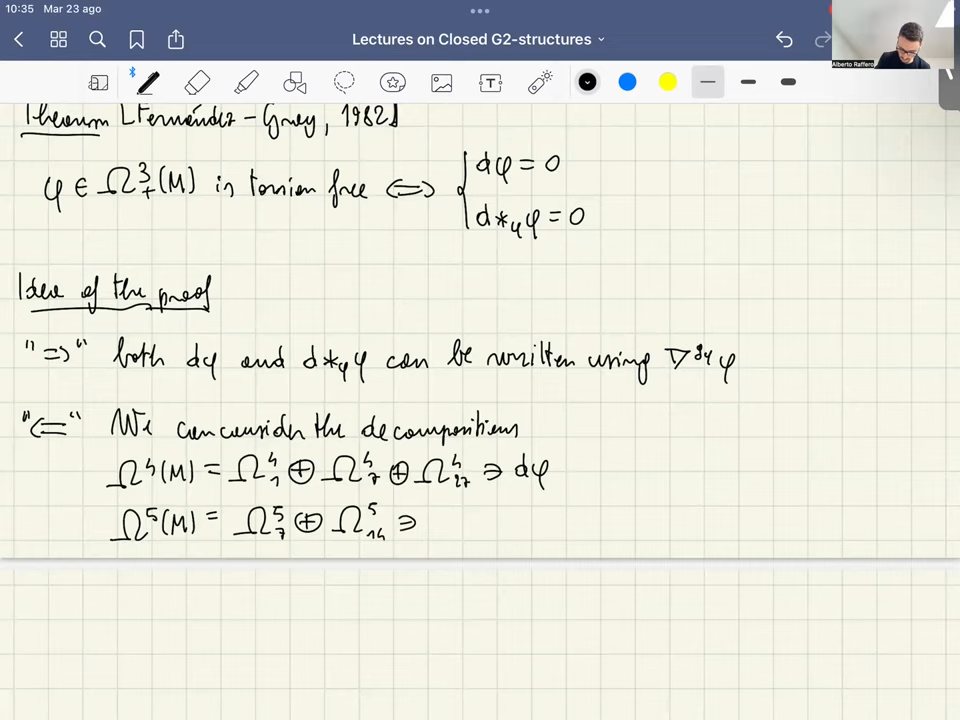 10:35 Mar 23 ago
Lectures on Closed G2-structures
Alberto Raffero
Theorem [Fernández - Gray, 1982]
φ ∈ Ω³₊(M) is torsion free ⟺ { dφ = 0
d*φφ = 0
Idea of the proof
"⇒" both dφ and d*φφ can be written using ∇^{gφ} φ
"⇐" We can consider the decompositions
Ω⁴(M) = Ω⁴₁ ⊕ Ω⁴₇ ⊕ Ω⁴₂₇ ∋ dφ
Ω⁵(M) = Ω⁵₇ ⊕ Ω⁵₁₄ ∋